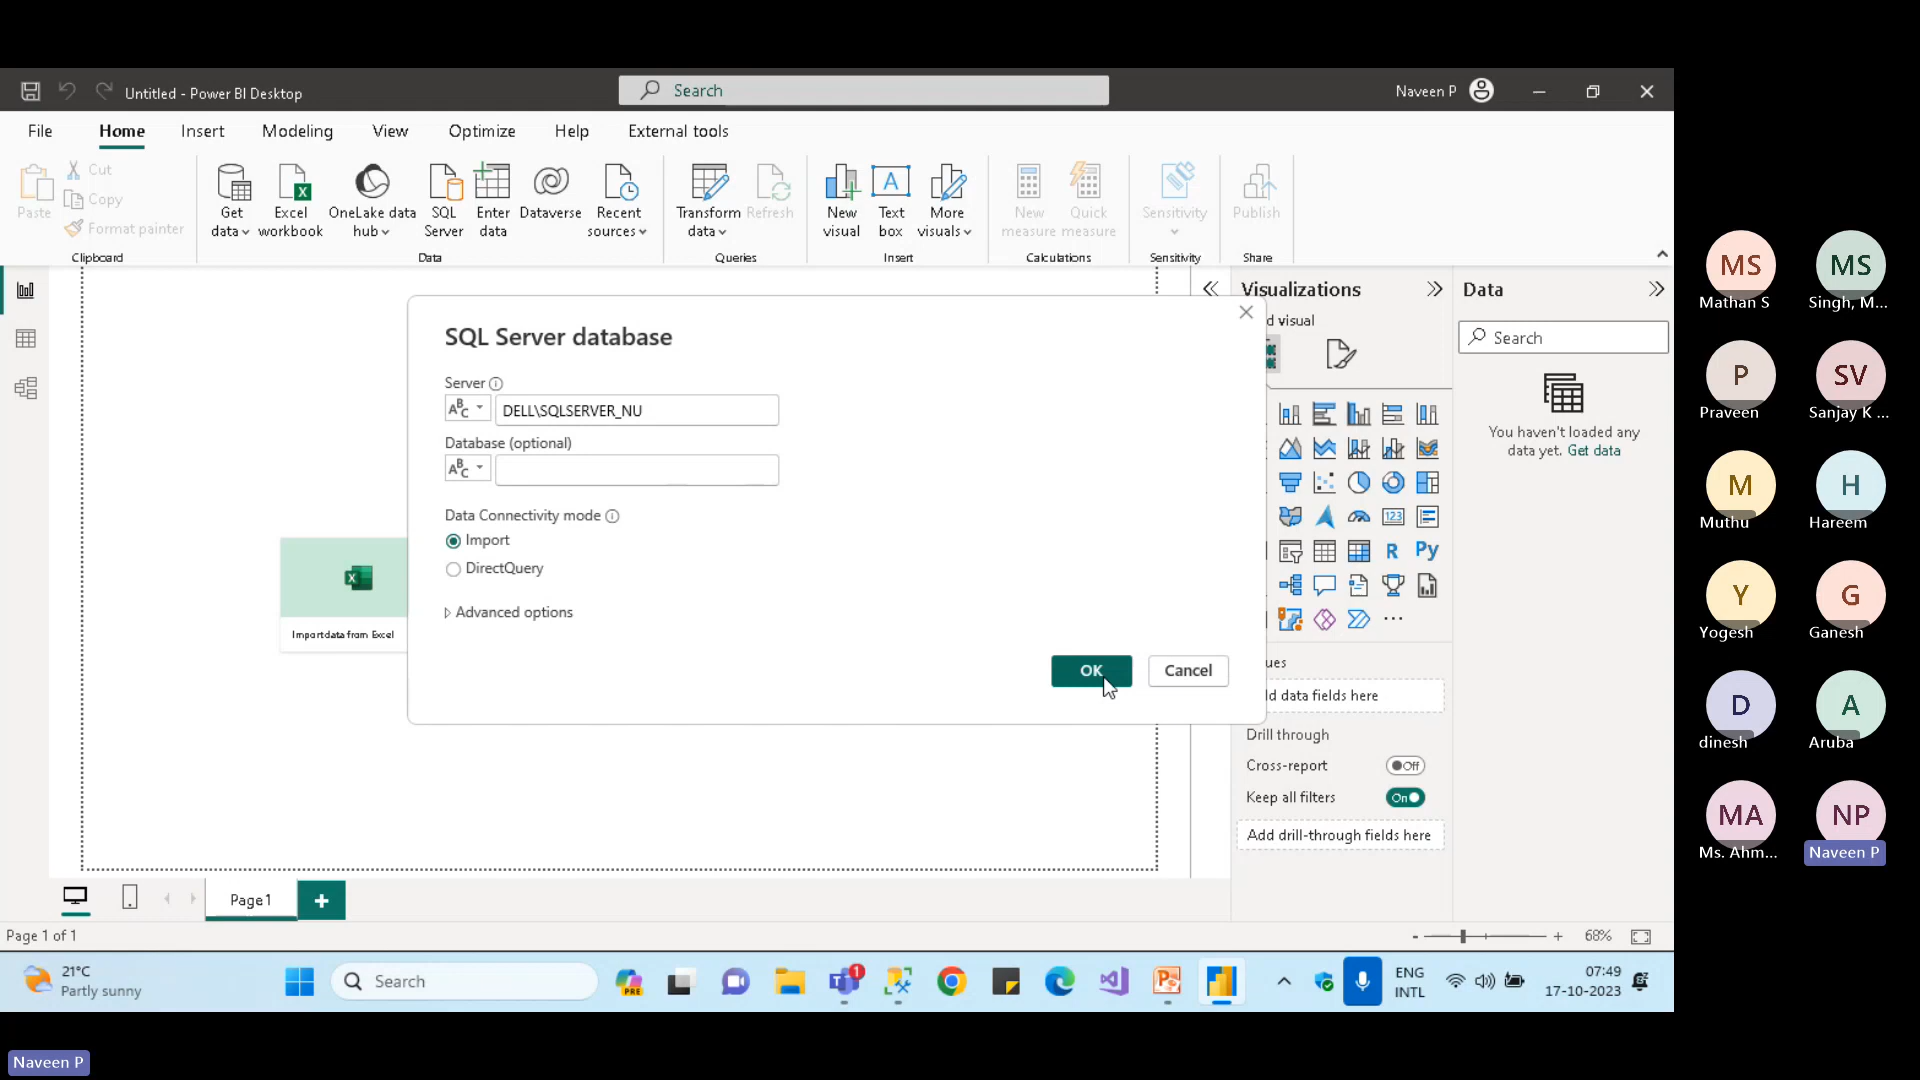 Untitled - Power BI Desktop
Search
Naveen P
File
Home
Insert
Modeling
View
Optimize
Help
External tools
Paste
Cut
Copy
Format painter
Clipboard
Get data
Excel workbook
OneLake data hub
SQL Server
Enter data
Dataverse
Recent sources
Data
Transform data
Refresh
Queries
New visual
Text box
More visuals
Insert
New measure
Quick measure
Calculations
Sensitivity
Sensitivity
Publish
Share
SQL Server database
Server
ABC
DELL\SQLSERVER_NU
Database (optional)
ABC
Data Connectivity mode
Import
DirectQuery
Advanced options
OK
Cancel
Import data from Excel
Visualizations
d visual
123
R
Py
ues
ld data fields here
Drill through
Cross-report
Off
Keep all filters
On
Add drill-through fields here
Data
Search
You haven't loaded any
data yet. Get data
Page 1
Page 1 of 1
68%
21°C
Partly sunny
Search
PRE
1
ENG
INTL
07:49
17-10-2023
MS
Mathan S
MS
Singh, M...
P
Praveen
SV
Sanjay K ...
M
Muthu
H
Hareem
Y
Yogesh
G
Ganesh
D
dinesh
A
Aruba
MA
Ms. Ahm...
NP
Naveen P
Naveen P